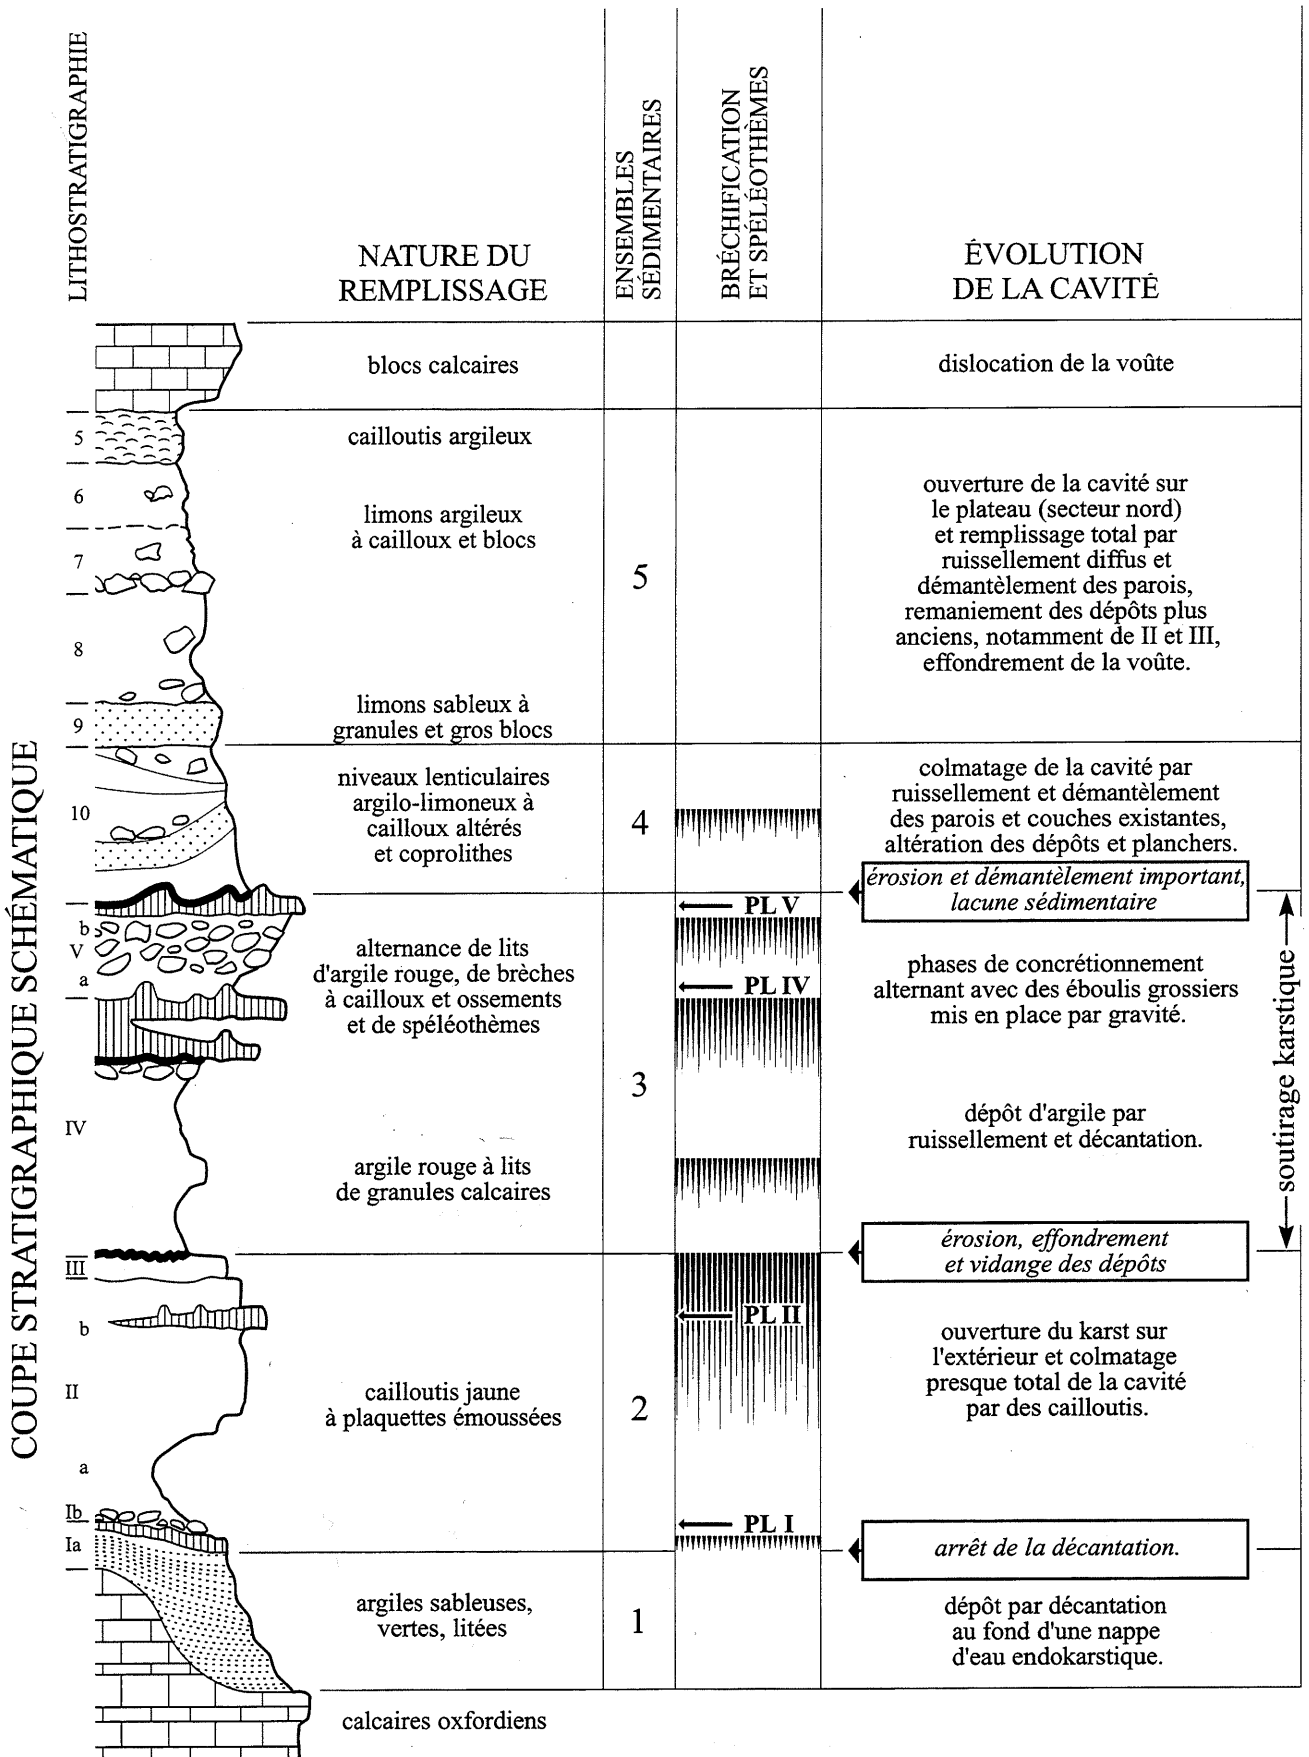 COUPE STRATIGRAPHIQUE SCHÉMATIQUE
LITHOSTRATIGRAPHIE
NATURE DU
REMPLISSAGE
ENSEMBLES
SÉDIMENTAIRES
BRÉCHIFICATION
ET SPÉLÉOTHÈMES
ÉVOLUTION
DE LA CAVITÉ
blocs calcaires
dislocation de la voûte
5
6
7
8
9
cailloutis argileux
limons argileux
à cailloux et blocs
limons sableux à
granules et gros blocs
5
ouverture de la cavité sur
le plateau (secteur nord)
et remplissage total par
ruissellement diffus et
démantèlement des parois,
remaniement des dépôts plus
anciens, notamment de II et III,
effondrement de la voûte.
10
niveaux lenticulaires
argilo-limoneux à
cailloux altérés
et coprolithes
4
colmatage de la cavité par
ruissellement et démantèlement
des parois et couches existantes,
altération des dépôts et planchers.
érosion et démantèlement important,
lacune sédimentaire
b
V
a
IV
alternance de lits
d'argile rouge, de brèches
à cailloux et ossements
et de spéléothèmes
argile rouge à lits
de granules calcaires
3
PL V
PL IV
phases de concrétionnement
alternant avec des éboulis grossiers
mis en place par gravité.
dépôt d'argile par
ruissellement et décantation.
soutirage karstique
érosion, effondrement
et vidange des dépôts
III
b
II
a
Ib
cailloutis jaune
à plaquettes émoussées
2
PL II
PL I
ouverture du karst sur
l'extérieur et colmatage
presque total de la cavité
par des cailloutis.
arrêt de la décantation.
Ia
argiles sableuses,
vertes, litées
1
dépôt par décantation
au fond d'une nappe
d'eau endokarstique.
calcaires oxfordiens